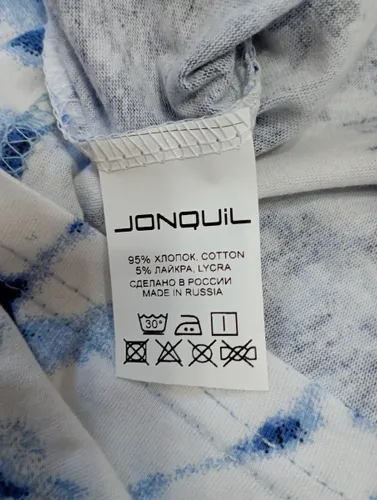 JONQUiL
95% ХЛОПОК. COTTON
5% ЛАЙКРА. LYCRA
СДЕЛАНО В РОССИИ
MADE IN RUSSIA
30°